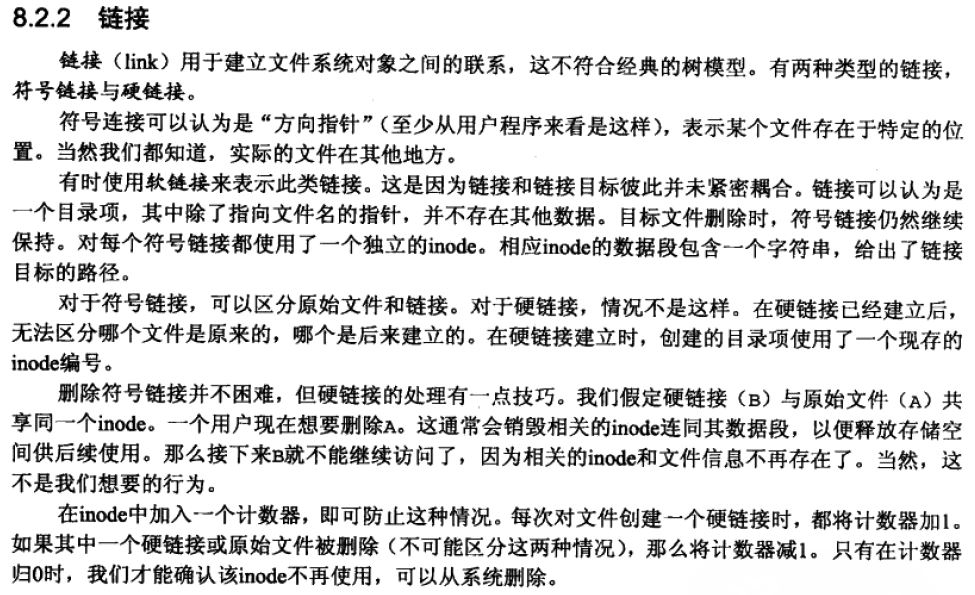 8.2.2 链接
链接（link）用于建立文件系统对象之间的联系，这不符合经典的树模型。有两种类型的链接，
符号链接与硬链接。
符号连接可以认为是“方向指针”（至少从用户程序来看是这样），表示某个文件存在于特定的位
置。当然我们都知道，实际的文件在其他地方。
有时使用软链接来表示此类链接。这是因为链接和链接目标彼此并未紧密耦合。链接可以认为是
一个目录项，其中除了指向文件名的指针，并不存在其他数据。目标文件删除时，符号链接仍然继续
保持。对每个符号链接都使用了一个独立的inode。相应inode的数据段包含一个字符串，给出了链接
目标的路径。
对于符号链接，可以区分原始文件和链接。对于硬链接，情况不是这样。在硬链接已经建立后，
无法区分哪个文件是原来的，哪个是后来建立的。在硬链接建立时，创建的目录项使用了一个现存的
inode编号。
删除符号链接并不困难，但硬链接的处理有一点技巧。我们假定硬链接（B）与原始文件（A）共
享同一个inode。一个用户现在想要删除A。这通常会销毁相关的inode连同其数据段，以便释放存储空
间供后续使用。那么接下来B就不能继续访问了，因为相关的inode和文件信息不再存在了。当然，这
不是我们想要的行为。
在inode中加入一个计数器，即可防止这种情况。每次对文件创建一个硬链接时，都将计数器加1。
如果其中一个硬链接或原始文件被删除（不可能区分这两种情况），那么将计数器减1。只有在计数器
归0时，我们才能确认该inode不再使用，可以从系统删除。